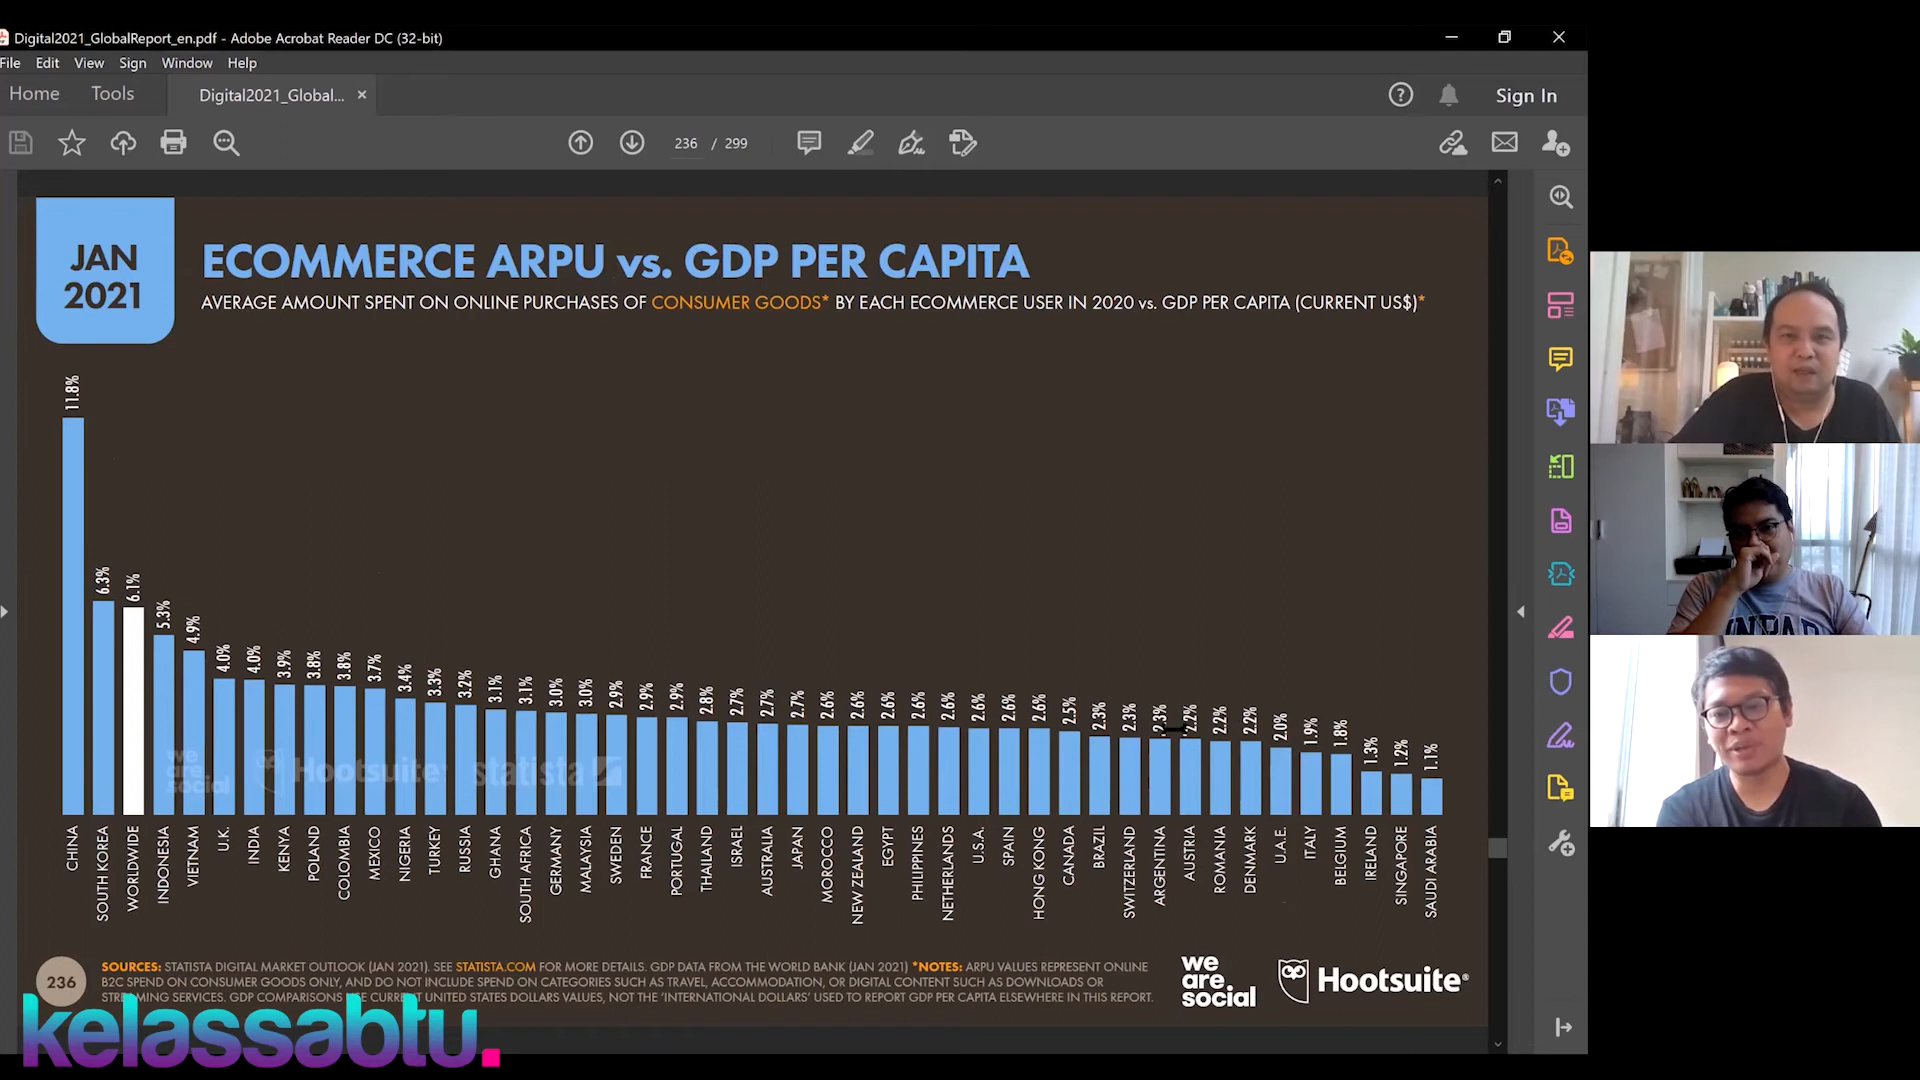 Digital2021_GlobalReport_en.pdf - Adobe Acrobat Reader DC (32-bit)
File Edit View Sign Window Help
Home Tools Digital2021_Global... ×
Sign In
236 / 299
JAN
2021
ECOMMERCE ARPU vs. GDP PER CAPITA
AVERAGE AMOUNT SPENT ON ONLINE PURCHASES OF CONSUMER GOODS* BY EACH ECOMMERCE USER IN 2020 vs. GDP PER CAPITA (CURRENT US$)*
11.8%
6.3%
6.1%
5.3%
4.9%
4.0%
4.0%
3.9%
3.8%
3.8%
3.7%
3.4%
3.3%
3.2%
3.1%
3.1%
3.0%
3.0%
2.9%
2.9%
2.9%
2.8%
2.7%
2.7%
2.7%
2.6%
2.6%
2.6%
2.6%
2.6%
2.6%
2.6%
2.6%
2.5%
2.3%
2.3%
2.3%
2.2%
2.2%
2.2%
2.0%
1.9%
1.8%
1.3%
1.2%
1.1%
we
are
social
Hootsuite®
statista
CHINA
SOUTH KOREA
WORLDWIDE
INDONESIA
VIETNAM
U.K.
INDIA
KENYA
POLAND
COLOMBIA
MEXICO
NIGERIA
TURKEY
RUSSIA
GHANA
SOUTH AFRICA
GERMANY
MALAYSIA
SWEDEN
FRANCE
PORTUGAL
THAILAND
ISRAEL
AUSTRALIA
JAPAN
MOROCCO
NEW ZEALAND
EGYPT
PHILIPPINES
NETHERLANDS
U.S.A.
SPAIN
HONG KONG
CANADA
BRAZIL
SWITZERLAND
ARGENTINA
AUSTRIA
ROMANIA
DENMARK
U.A.E.
ITALY
BELGIUM
IRELAND
SINGAPORE
SAUDI ARABIA
236
SOURCES: STATISTA DIGITAL MARKET OUTLOOK (JAN 2021). SEE STATISTA.COM FOR MORE DETAILS. GDP DATA FROM THE WORLD BANK (JAN 2021) *NOTES: ARPU VALUES REPRESENT ONLINE
B2C SPEND ON CONSUMER GOODS ONLY, AND DO NOT INCLUDE SPEND ON CATEGORIES SUCH AS TRAVEL, ACCOMMODATION, OR DIGITAL CONTENT SUCH AS DOWNLOADS OR
STREAMING SERVICES. GDP COMPARISONS USE CURRENT UNITED STATES DOLLARS VALUES, NOT THE 'INTERNATIONAL DOLLARS' USED TO REPORT GDP PER CAPITA ELSEWHERE IN THIS REPORT.
we
are
social
Hootsuite®
kelassabtu.